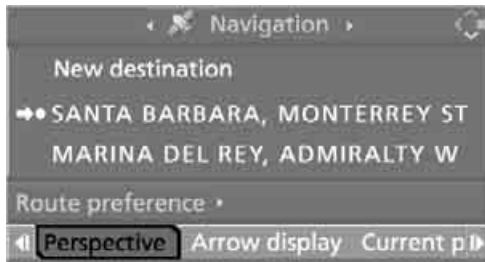 Navigation
New destination
SANTA BARBARA, MONTERREY ST
MARINA DEL REY, ADMIRALTY W
Route preference
Perspective Arrow display Current p